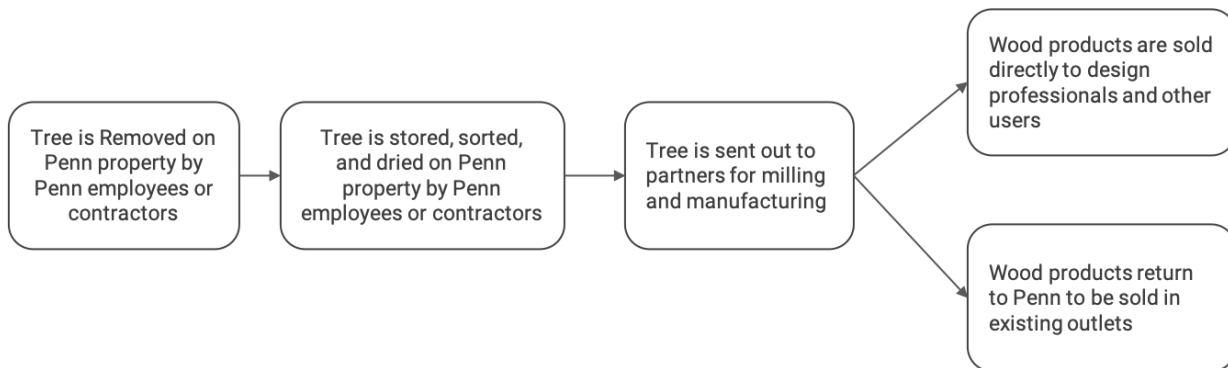 Tree is Removed on
Penn property by
Penn employees or
contractors
Tree is stored, sorted,
and dried on Penn
property by Penn
employees or contractors
Tree is sent out to
partners for milling
and manufacturing
Wood products are sold
directly to design
professionals and other
users
Wood products return
to Penn to be sold in
existing outlets